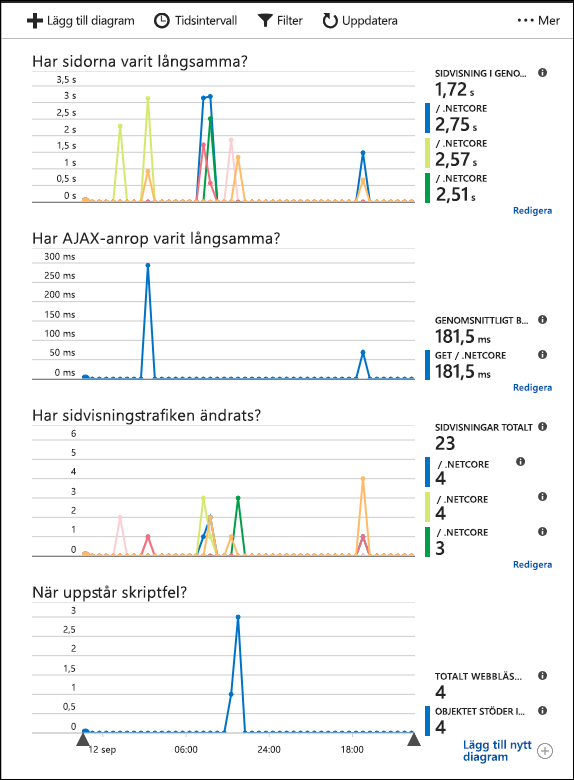 Lägg till diagram Tidsintervall Filter Uppdatera Mer
Har sidorna varit långsamma?
3,5 s
3 s
2,5 s
2 s
1,5 s
1 s
0,5 s
0 s
SIDVISNING I GENO...
1,72 s
/ .NETCORE
2,75 s
/ .NETCORE
2,57 s
/ .NETCORE
2,51 s
Redigera
Har AJAX-anrop varit långsamma?
300 ms
250 ms
200 ms
150 ms
100 ms
50 ms
0 ms
GENOMSNITTLIGT B...
181,5 ms
GET / .NETCORE
181,5 ms
Redigera
Har sidvisningstrafiken ändrats?
6
5
4
3
2
1
0
SIDVISNINGAR TOTALT
23
/ .NETCORE
4
/ .NETCORE
4
/ .NETCORE
3
Redigera
När uppstår skriptfel?
3
2,5
2
1,5
1
0,5
0
12 sep 06:00 24:00 18:00
TOTALT WEBBLÄS...
4
OBJEKTET STÖDER I...
4
Lägg till nytt
diagram